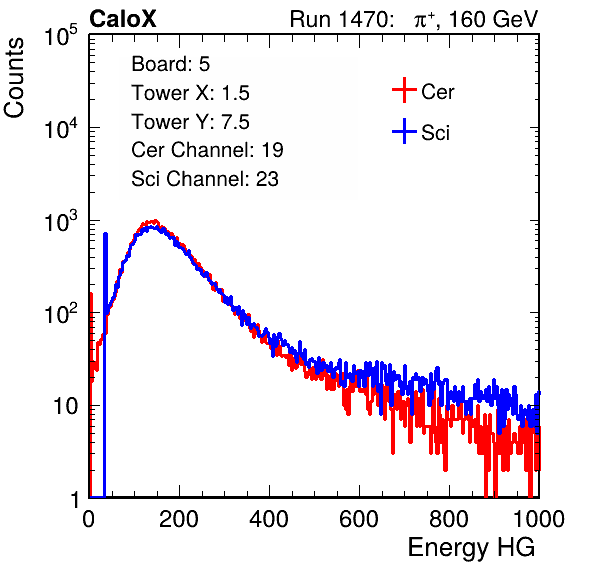 CaloX Run 1470: π⁺, 160 GeV
Counts
10⁵
10⁴
10³
10²
10
1
Board: 5
Tower X: 1.5
Tower Y: 7.5
Cer Channel: 19
Sci Channel: 23
Cer
Sci
0 200 400 600 800 1000
Energy HG